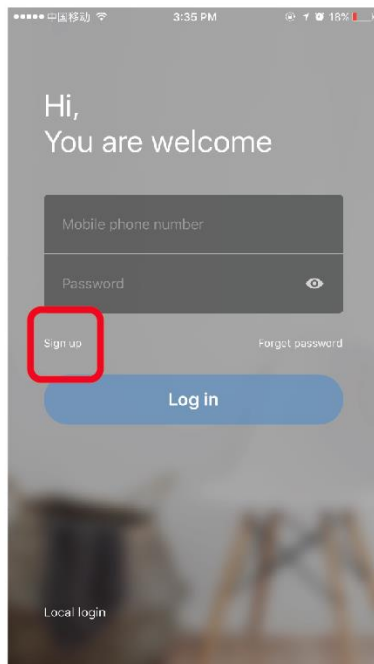 中国移动 3:35 PM 18%
Hi,
You are welcome
Mobile phone number
Password
Sign up Forget password
Log in
Local login